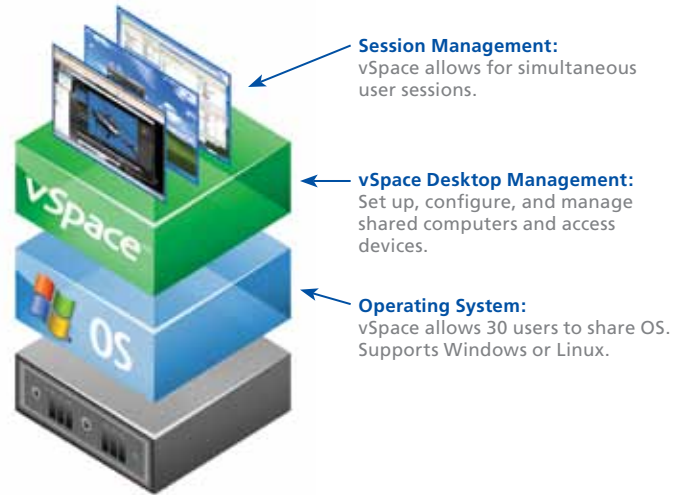 Session Management:
vSpace allows for simultaneous
user sessions.
vSpace
vSpace Desktop Management:
Set up, configure, and manage
shared computers and access
devices.
OS
Operating System:
vSpace allows 30 users to share OS.
Supports Windows or Linux.